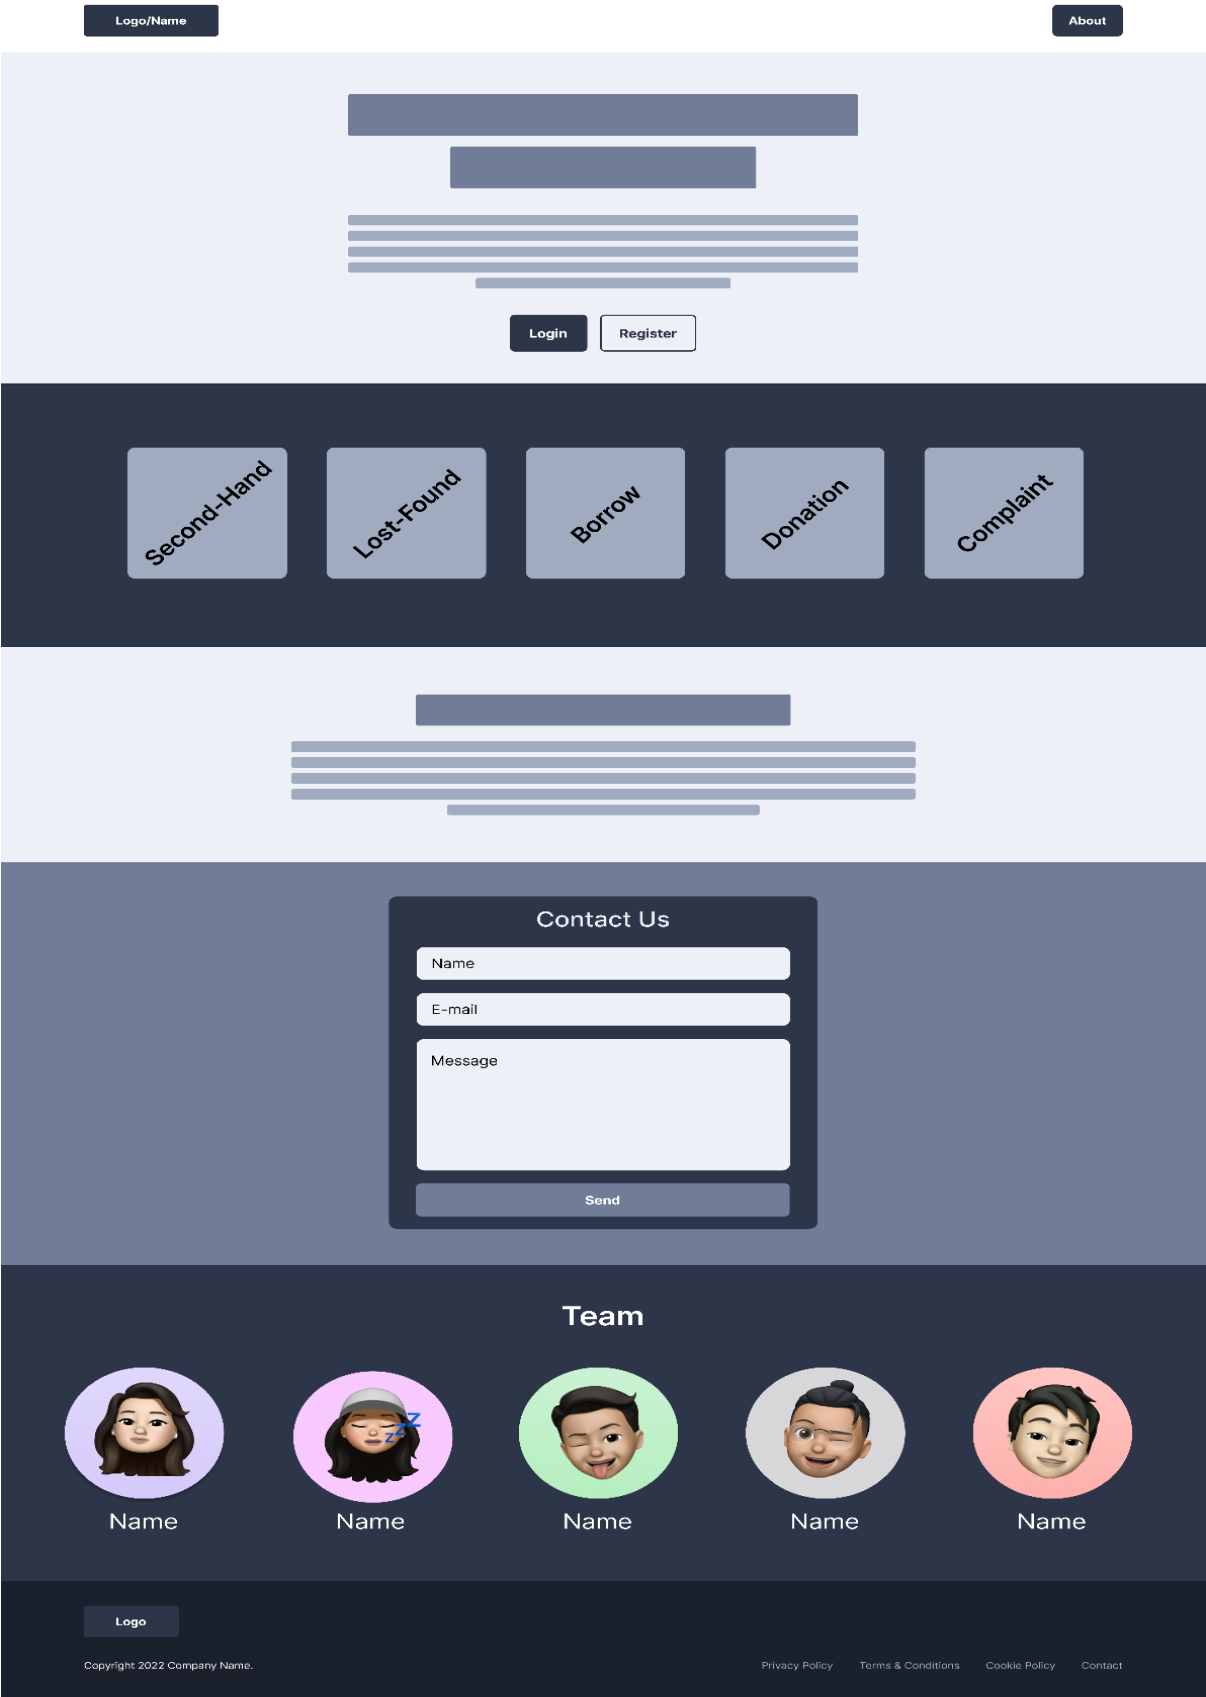 Logo/Name
About
Login
Register
Second-Hand
Lost-Found
Borrow
Donation
Complaint
Contact Us
Name
E-mail
Message
Send
Team
z z Z
Name
Name
Name
Name
Name
Logo
Copyright 2022 Company Name.
Privacy Policy
Terms & Conditions
Cookie Policy
Contact